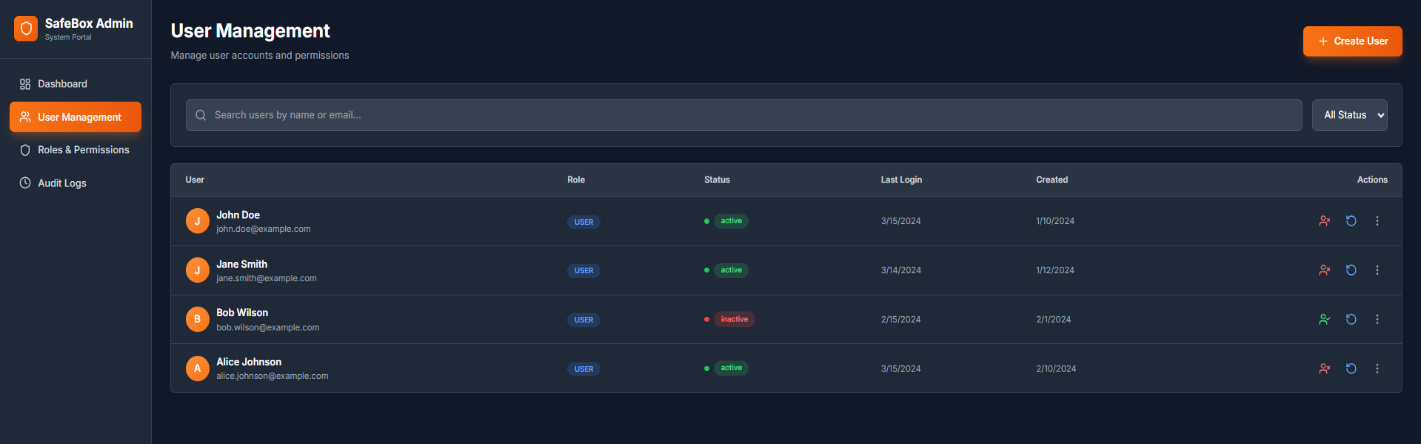 SafeBox Admin
System Portal
Dashboard
User Management
Roles & Permissions
Audit Logs
User Management
Manage user accounts and permissions
+ Create User
Search users by name or email...
All Status
User Role Status Last Login Created Actions
J John Doe
john.doe@example.com
USER active 3/15/2024 1/10/2024
J Jane Smith
jane.smith@example.com
USER active 3/14/2024 1/12/2024
B Bob Wilson
bob.wilson@example.com
USER inactive 2/15/2024 2/1/2024
A Alice Johnson
alice.johnson@example.com
USER active 3/15/2024 2/10/2024